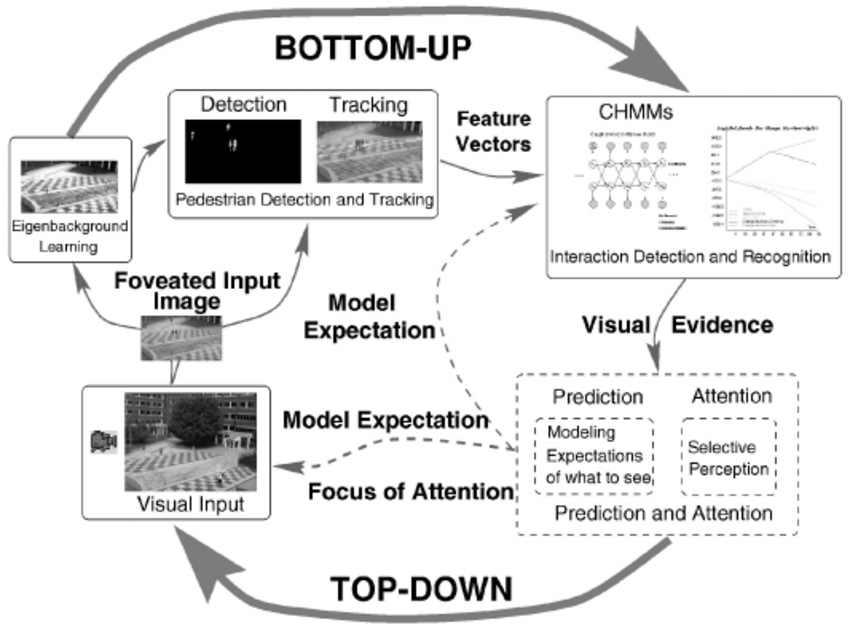 BOTTOM-UP
Detection Tracking
Pedestrian Detection and Tracking
Feature
Vectors
CHMMs
Interaction Detection and Recognition
Eigenbackground
Learning
Foveated Input
Image
Model
Expectation
Visual Evidence
Visual Input
Model Expectation
Focus of Attention
Prediction Attention
Modeling
Expectations
of what to see
Selective
Perception
Prediction and Attention
TOP-DOWN